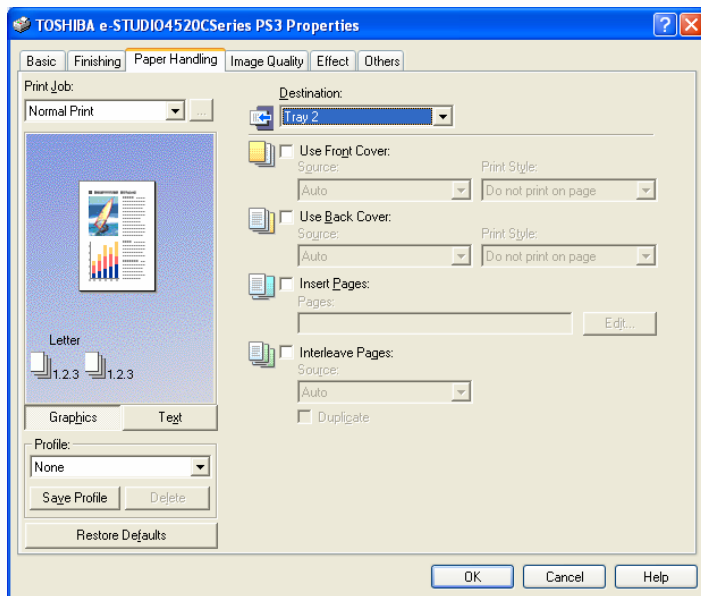 TOSHIBA e-STUDIO4520CSeries PS3 Properties
Basic Finishing Paper Handling Image Quality Effect Others
Print Job:
Normal Print
...
Letter
1.2.3 1.2.3
Graphics Text
Profile:
None
Save Profile Delete
Restore Defaults
Destination:
Tray 2
Use Front Cover:
Source: Print Style:
Auto Do not print on page
Use Back Cover:
Source: Print Style:
Auto Do not print on page
Insert Pages:
Pages:
Edit...
Interleave Pages:
Source:
Auto
Duplicate
OK Cancel Help